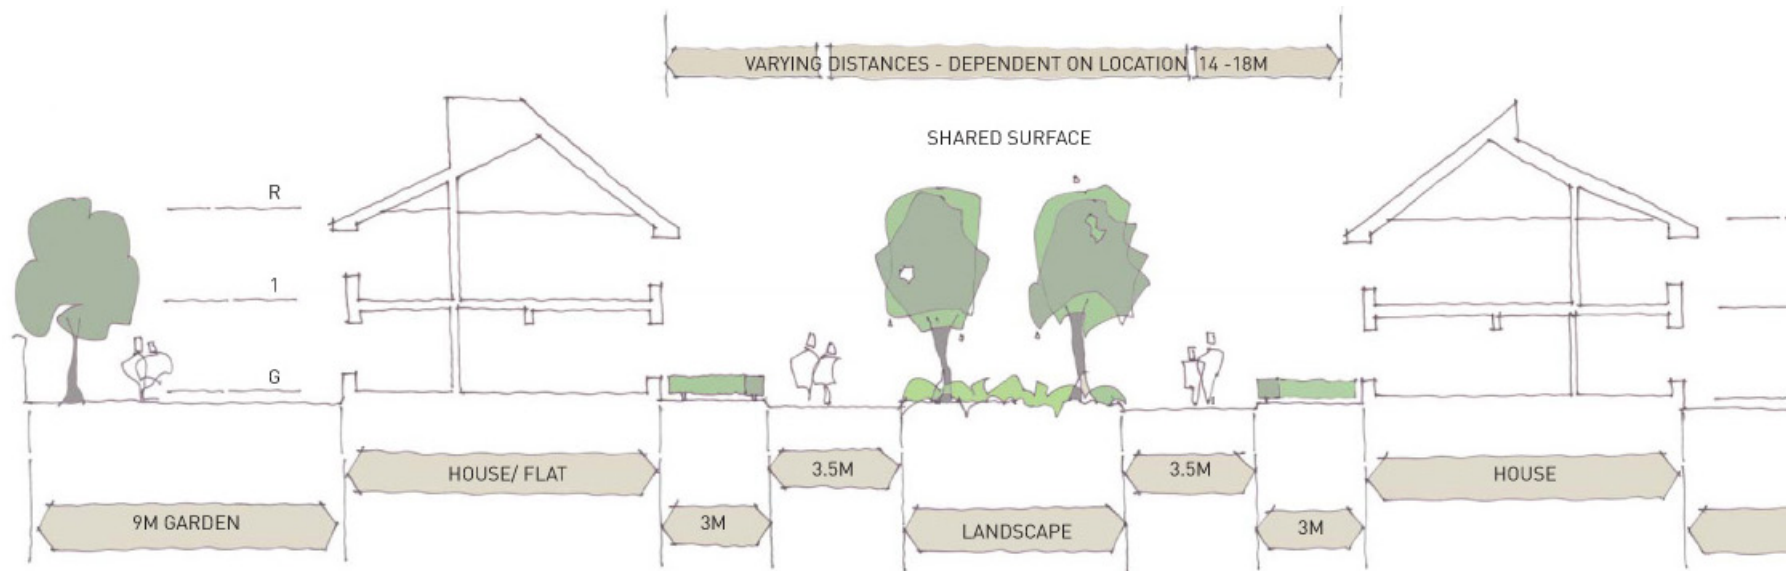 VARYING DISTANCES - DEPENDENT ON LOCATION 14 -18M
SHARED SURFACE
R
1
G
HOUSE/ FLAT
3.5M
3.5M
HOUSE
9M GARDEN
3M
LANDSCAPE
3M